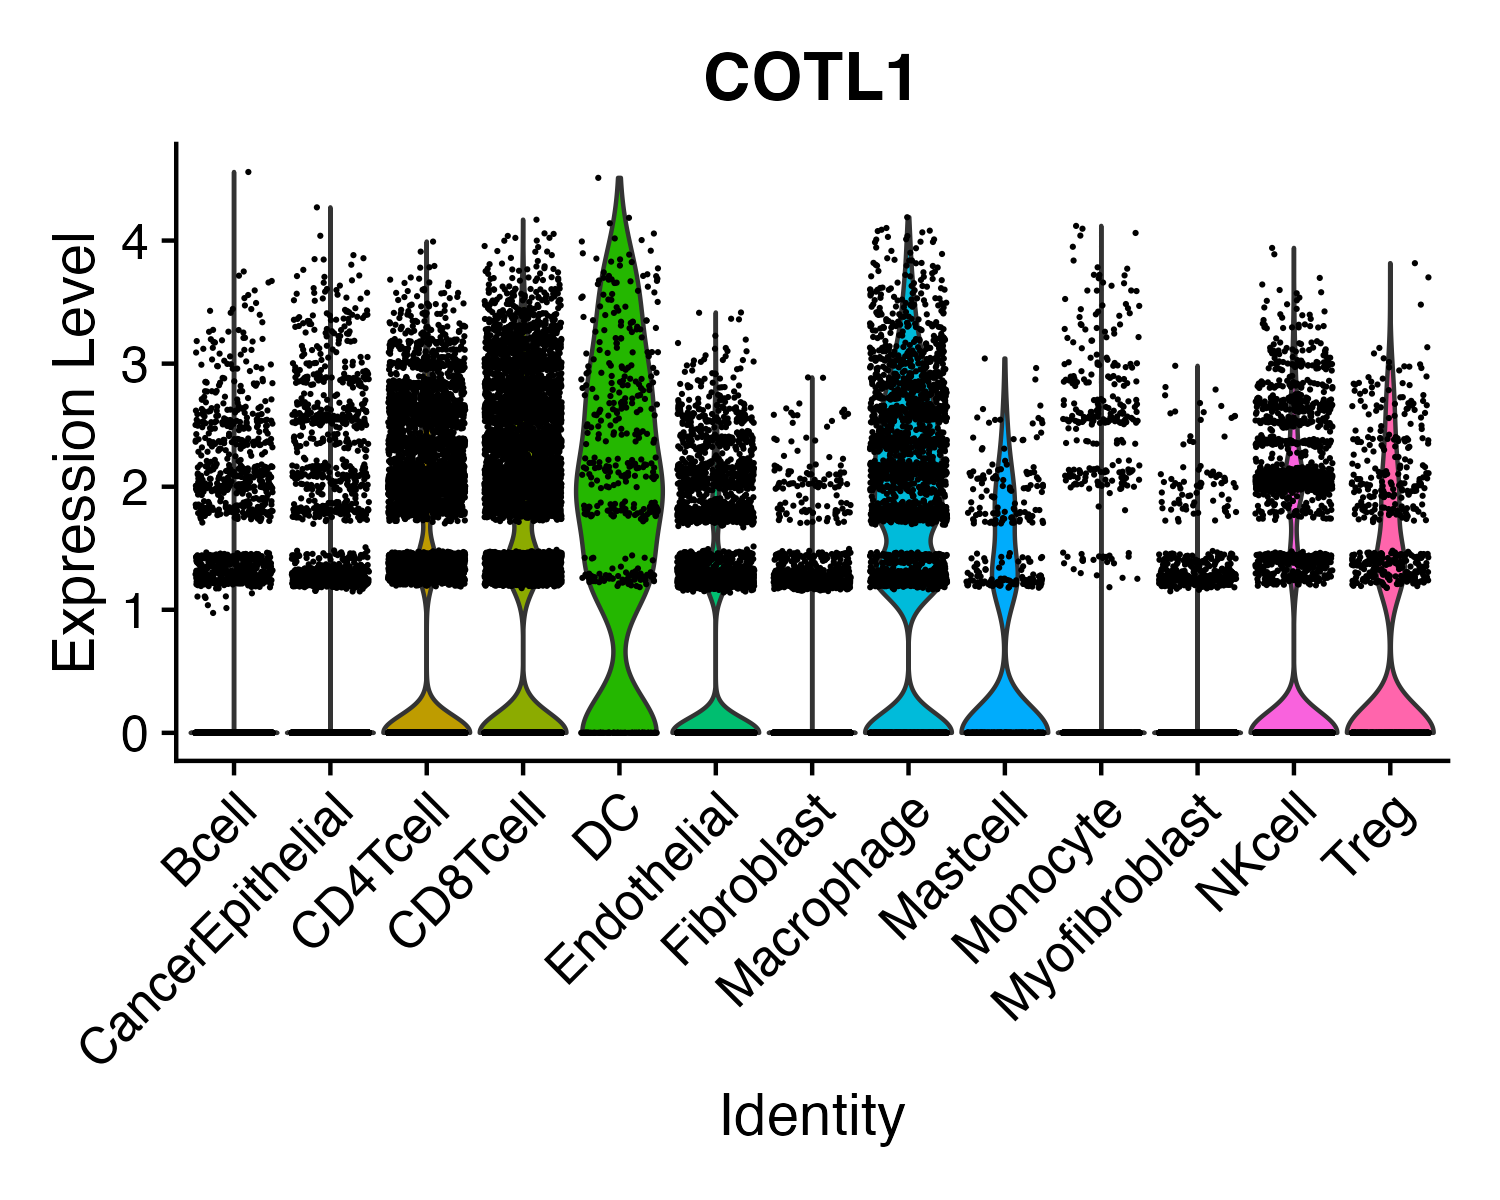 COTL1
Expression Level
4
3
2
1
0
Bcell
CancerEpithelial
CD4Tcell
CD8Tcell
DC
Endothelial
Fibroblast
Macrophage
Mastcell
Monocyte
Myofibroblast
NKcell
Treg
Identity